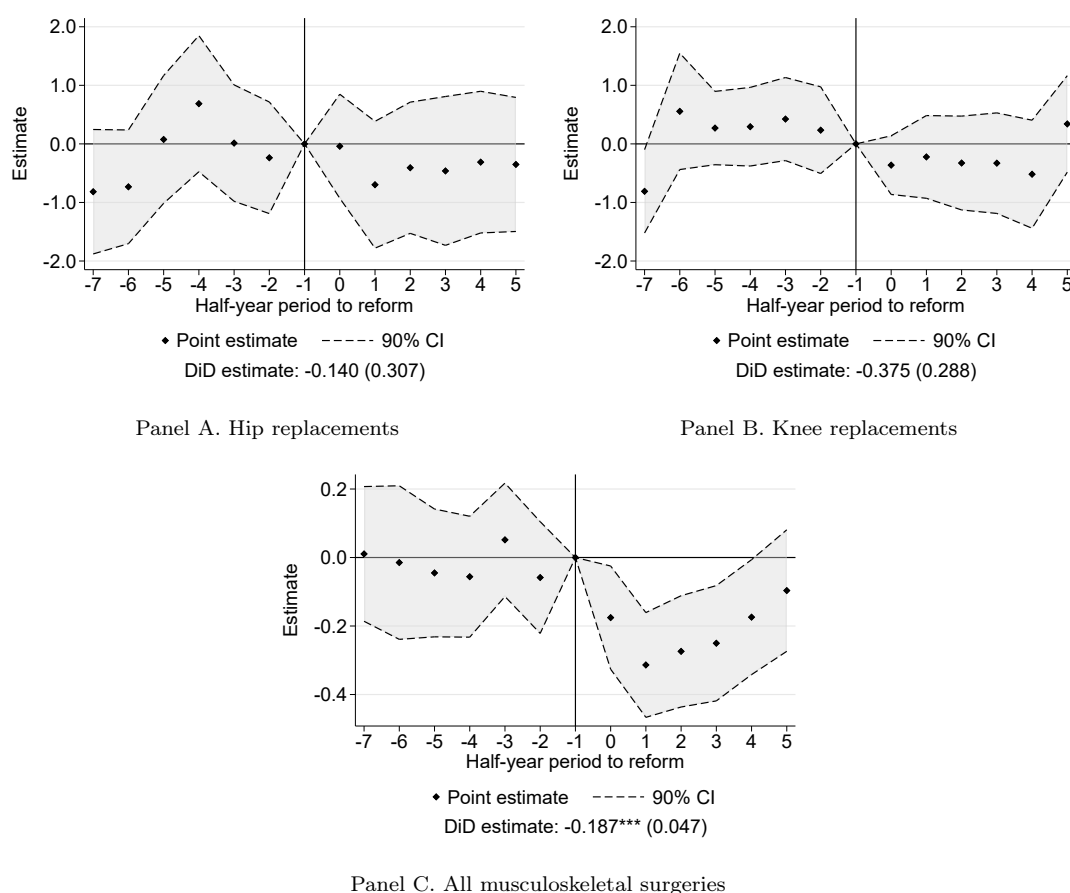 2.0
1.0
0.0
-1.0
-2.0
Estimate
-7 -6 -5 -4 -3 -2 -1 0 1 2 3 4 5
Half-year period to reform
Point estimate 90% CI
DiD estimate: -0.140 (0.307)
Panel A. Hip replacements
2.0
1.0
0.0
-1.0
-2.0
Estimate
-7 -6 -5 -4 -3 -2 -1 0 1 2 3 4 5
Half-year period to reform
Point estimate 90% CI
DiD estimate: -0.375 (0.288)
Panel B. Knee replacements
0.2
0.0
-0.2
-0.4
Estimate
-7 -6 -5 -4 -3 -2 -1 0 1 2 3 4 5
Half-year period to reform
Point estimate 90% CI
DiD estimate: -0.187*** (0.047)
Panel C. All musculoskeletal surgeries